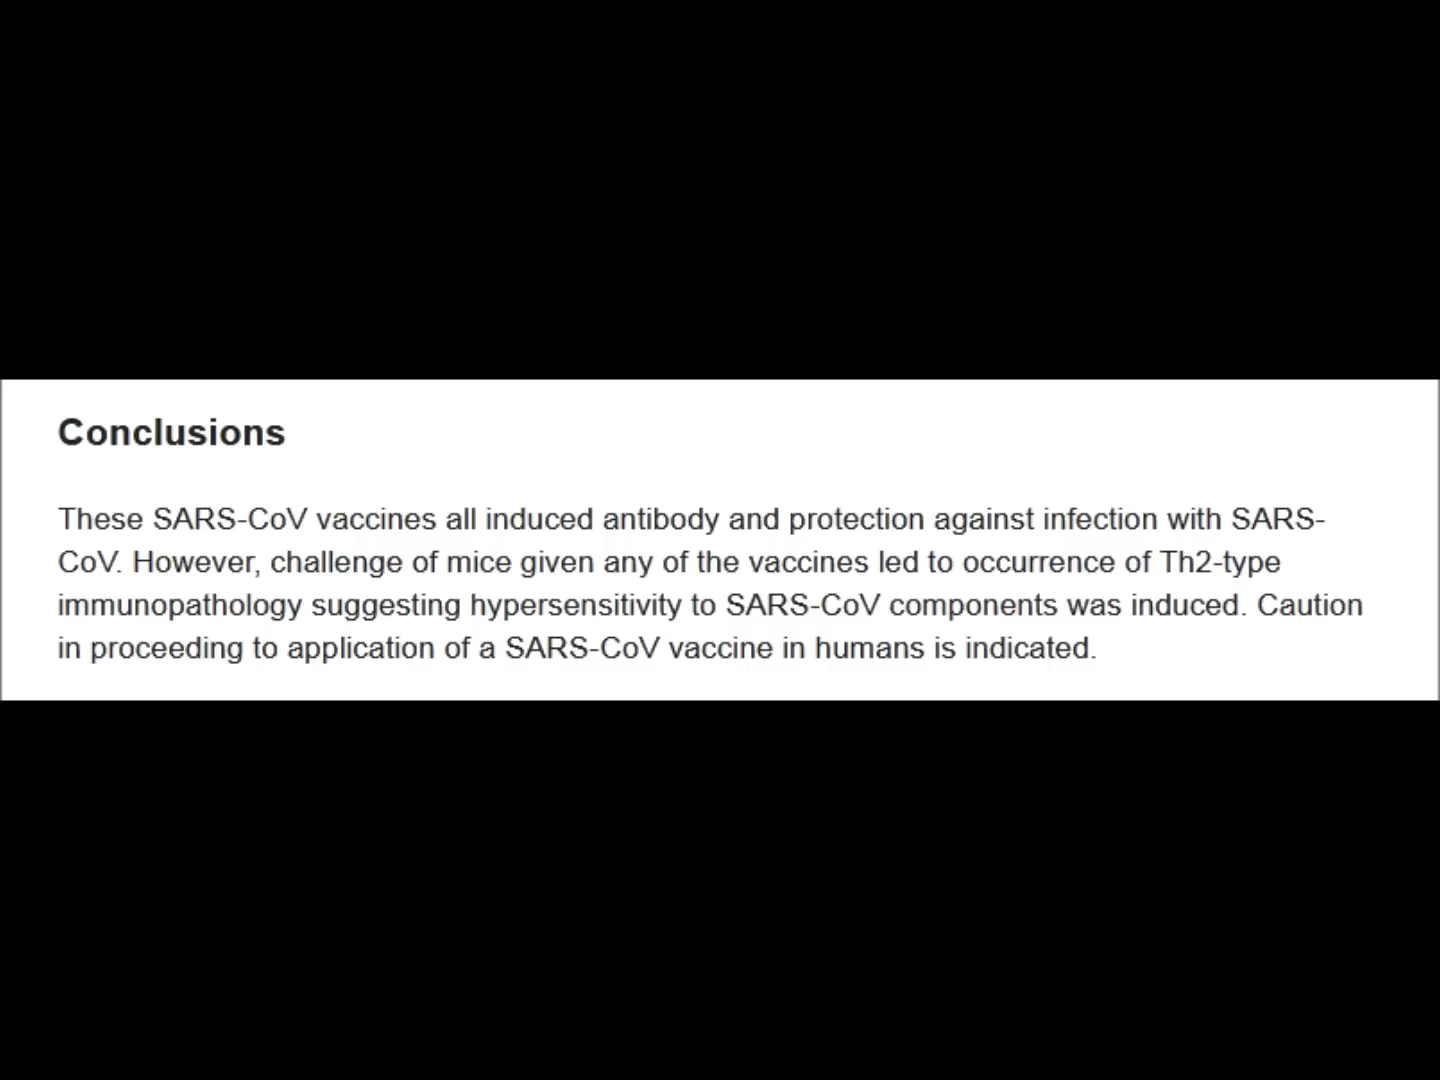 Conclusions
These SARS-CoV vaccines all induced antibody and protection against infection with SARS-
CoV. However, challenge of mice given any of the vaccines led to occurrence of Th2-type
immunopathology suggesting hypersensitivity to SARS-CoV components was induced. Caution
in proceeding to application of a SARS-CoV vaccine in humans is indicated.